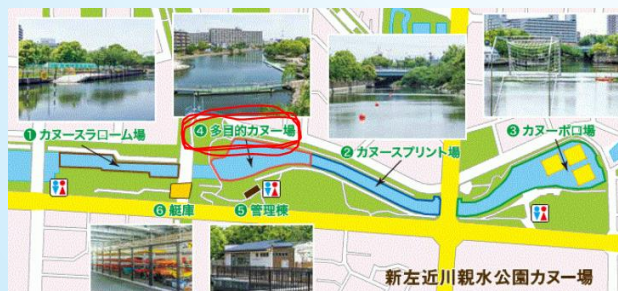 ❶ カヌースラローム場
❹ 多目的カヌー場
❷ カヌースプリント場
❸ カヌーポロ場
❻ 艇庫
❺ 管理棟
新左近川親水公園カヌー場